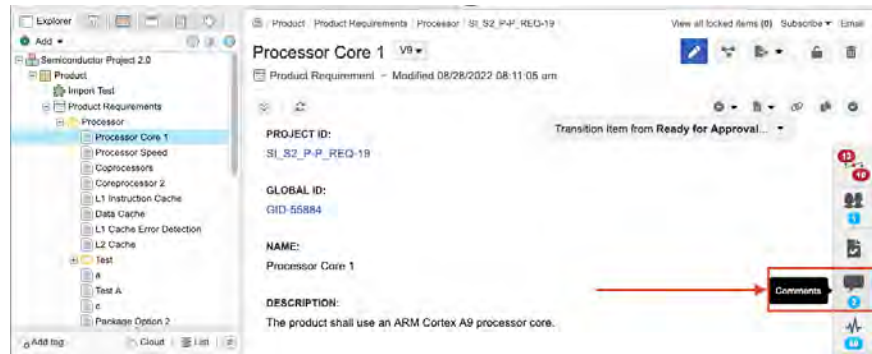 Explorer
Add
Semiconductor Project 2.0
Product
Import Test
Product Requirements
Processor
Processor Core 1
Processor Speed
Coprocessors
Coreprocessor 2
L1 Instruction Cache
Data Cache
L1 Cache Error Detection
L2 Cache
Test
a
Test A
c
Package Option 2
Add tag Cloud List
Product Product Requirements Processor SI_S2_P-P_REQ-19
View all locked items (0) Subscribe Email
Processor Core 1 V9
Product Requirement - Modified 08/28/2022 08:11:05 am
Transition Item from Ready for Approval...
PROJECT ID:
SI_S2_P-P_REQ-19
GLOBAL ID:
GID-55884
NAME:
Processor Core 1
DESCRIPTION:
The product shall use an ARM Cortex A9 processor core.
Comments